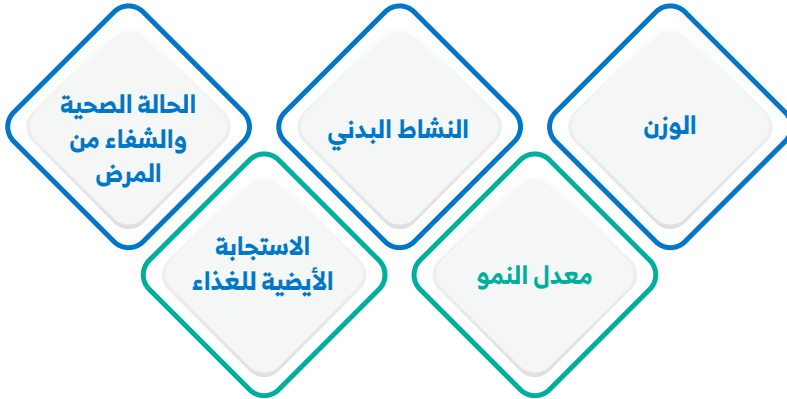 الوزن
النشاط البدني
الحالة الصحية
والشفاء من
المرض
معدل النمو
الاستجابة
الأيضية للغذاء